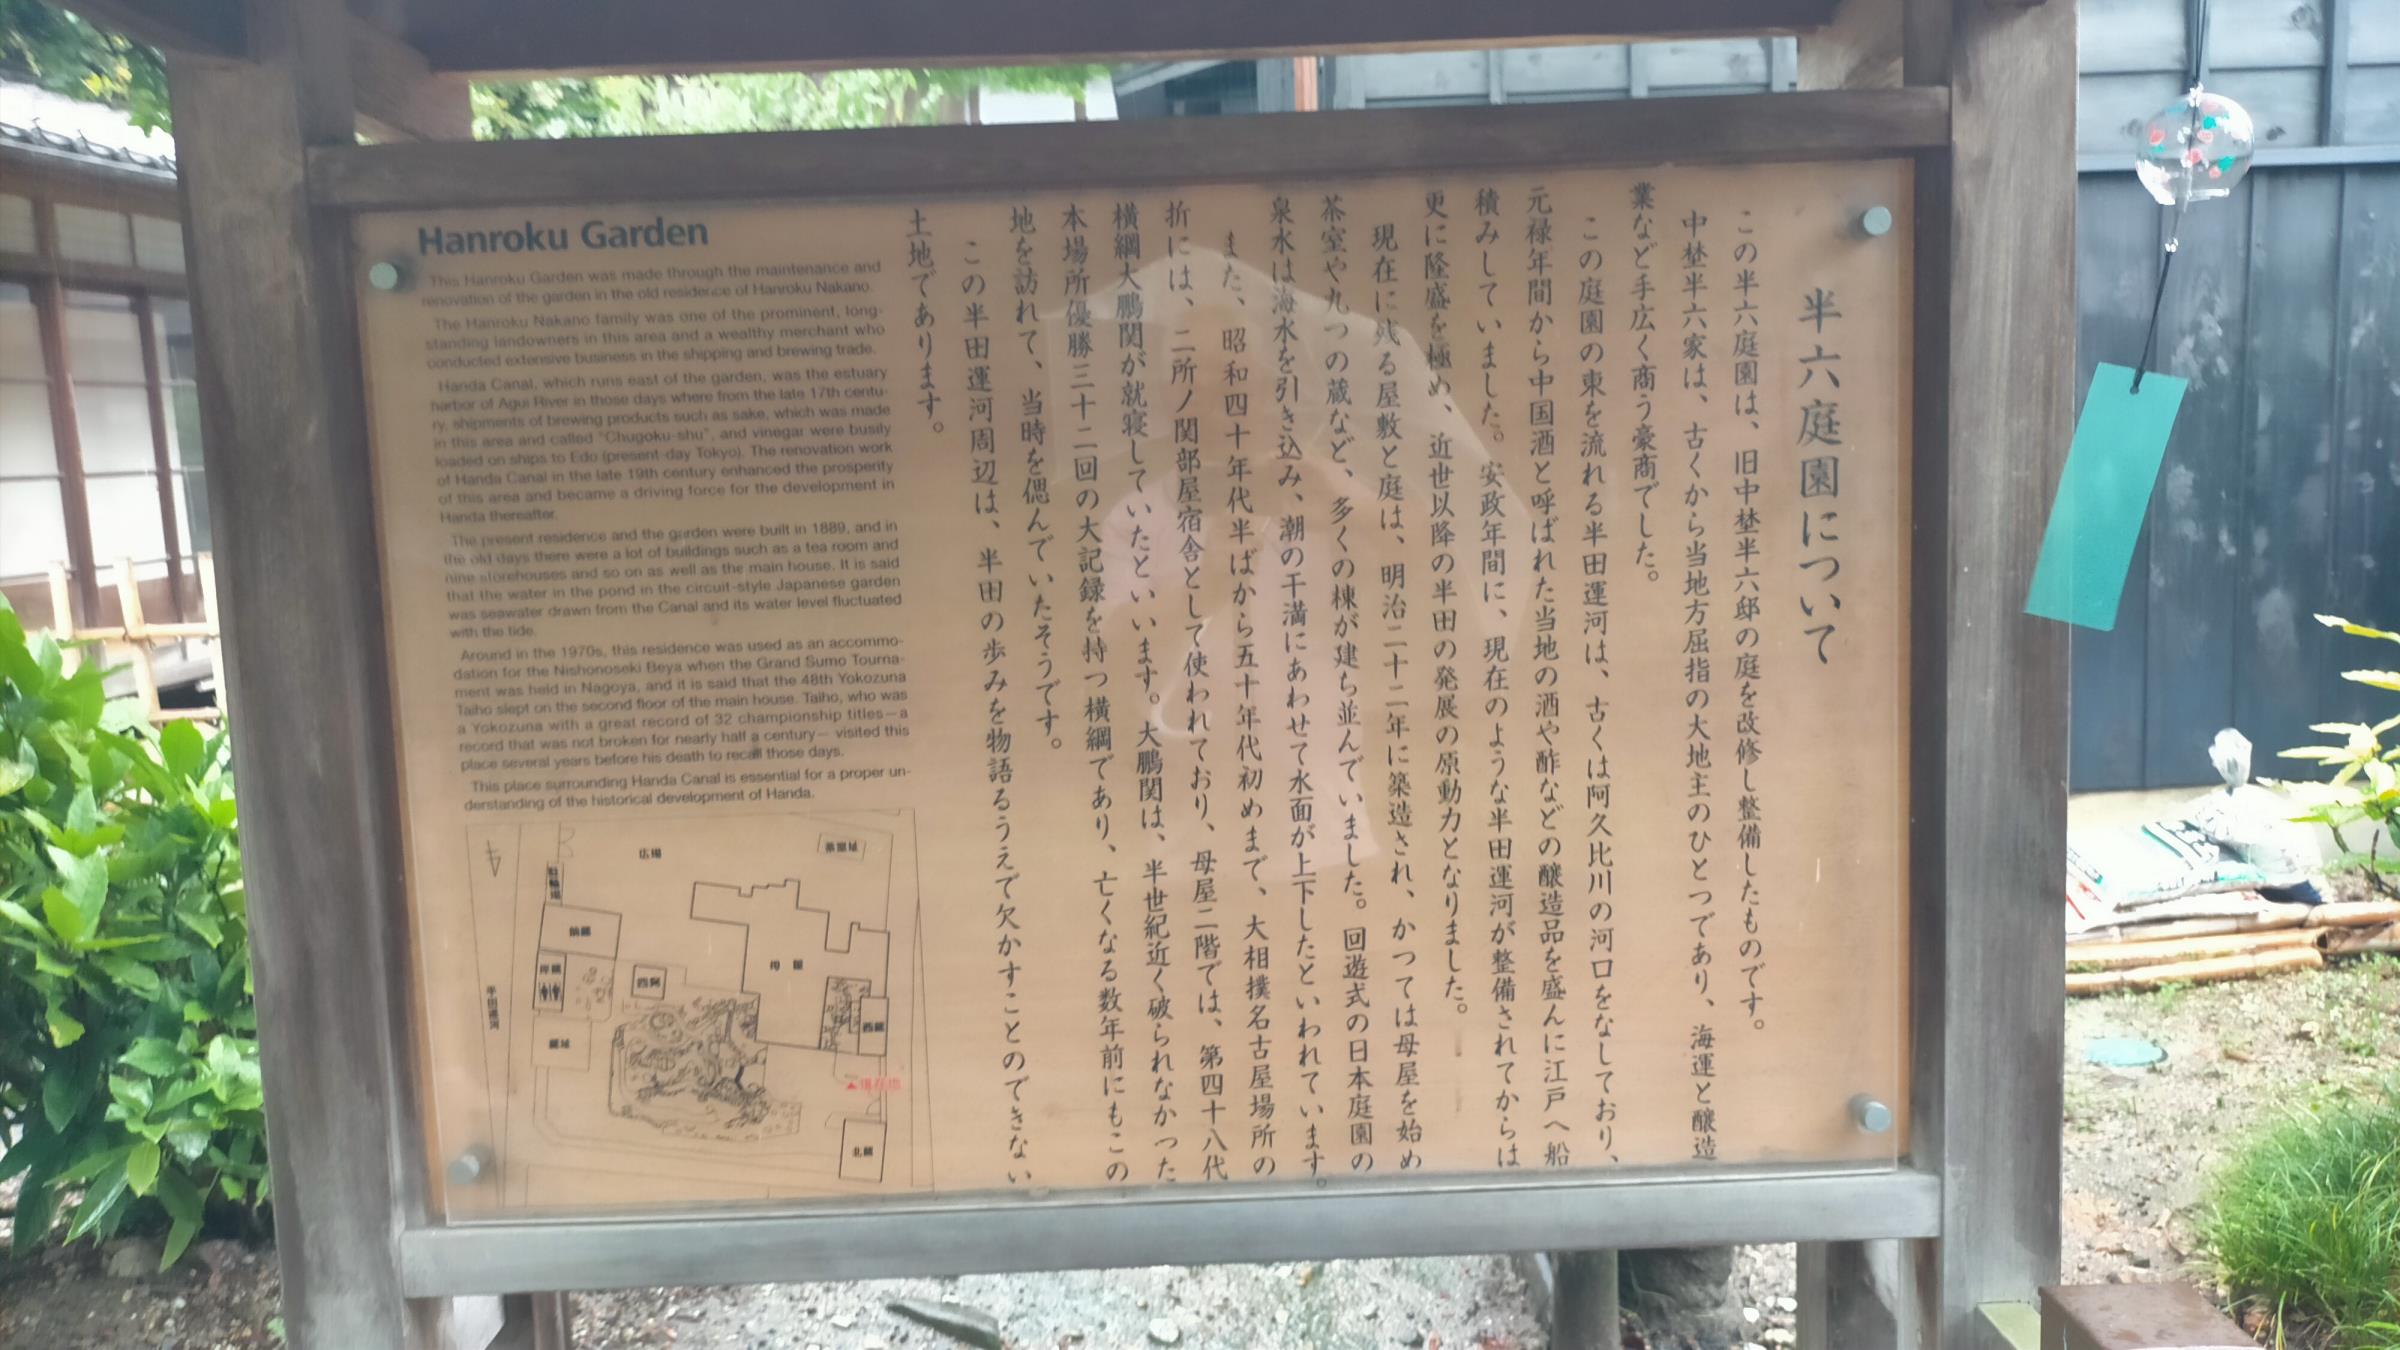 半六庭園について
この半六庭園は、旧中埜半六邸の庭を改修し整備したものです。
中埜半六家は、古くから当地方屈指の大地主のひとつであり、海運と醸造
業など手広く商う豪商でした。
この庭園の東を流れる半田運河は、古くは阿久比川の河口をなしており、
元禄年間から中国酒と呼ばれた当地の酒や酢などの醸造品を盛んに江戸へ船
積みしていました。安政年間に、現在のような半田運河が整備されてからは
更に隆盛を極め、近世以降の半田の発展の原動力となりました。
現在に残る屋敷と庭は、明治二十二年に築造され、かつては母屋を始め
茶室や九つの蔵など、多くの棟が建ち並んでいました。回遊式の日本庭園の
泉水は海水を引き込み、潮の干満にあわせて水面が上下したといわれています。
また、昭和四十年代半ばから五十年代初めまで、大相撲名古屋場所の
折には、二所ノ関部屋宿舎として使われており、母屋二階では、第四十八代
横綱大鵬関が就寝していたといいます。大鵬関は、半世紀近く破られなかった
本場所優勝三十二回の大記録を持つ横綱であり、亡くなる数年前にもこの
地を訪れて、当時を偲んでいたそうです。
この半田運河周辺は、半田の歩みを物語るうえで欠かすことのできない
土地であります。
Hanroku Garden
This Hanroku Garden was made through the maintenance and
renovation of the garden in the old residence of Hanroku Nakano.
The Hanroku Nakano family was one of the prominent, long-
standing landowners in this area and a wealthy merchant who
conducted extensive business in the shipping and brewing trade.
Handa Canal, which runs east of the garden, was the estuary
harbor of Agui River in those days where from the late 17th centu-
ry, shipments of brewing products such as sake, which was made
in this area and called "Chugoku-shu", and vinegar were busily
loaded on ships to Edo (present-day Tokyo). The renovation work
of Handa Canal in the late 19th century enhanced the prosperity
of this area and became a driving force for the development in
Handa thereafter.
The present residence and the garden were built in 1889, and in
the old days there were a lot of buildings such as a tea room and
nine storehouses and so on as well as the main house. It is said
that the water in the pond in the circuit-style Japanese garden
was seawater drawn from the Canal and its water level fluctuated
with the tide.
Around in the 1970s, this residence was used as an accommo-
dation for the Nishonoseki Beya when the Grand Sumo Tourna-
ment was held in Nagoya, and it is said that the 48th Yokozuna
Taiho slept on the second floor of the main house. Taiho, who was
a Yokozuna with a great record of 32 championship titles—a
record that was not broken for nearly half a century— visited this
place several years before his death to recall those days.
This place surrounding Handa Canal is essential for a proper un-
derstanding of the historical development of Handa.
広場
茶室址
駐輪場
母屋
四阿
西蔵
蔵址
半田運河
現在地
北蔵